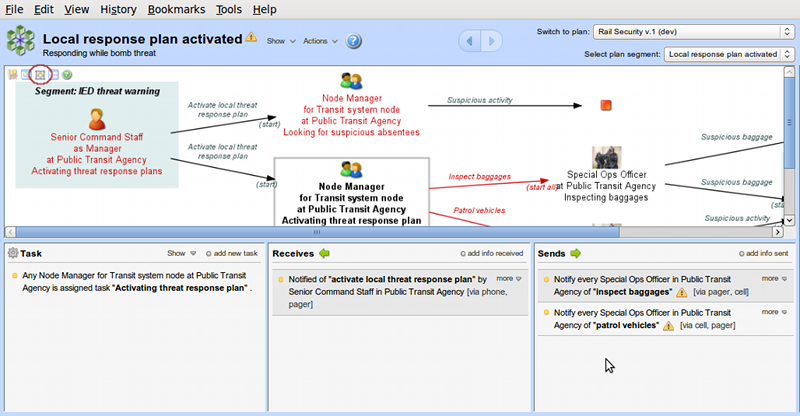 File Edit View History Bookmarks Tools Help
Local response plan activated
Show Actions ?
Responding while bomb threat
Switch to plan: Rail Security v.1 (dev)
Select plan segment: Local response plan activated
Segment: IED threat warning
Senior Command Staff
as Manager
at Public Transit Agency
Activating threat response plans
Activate local threat
response plan
(start)
Activate local threat
response plan
(start)
Node Manager
for Transit system node
at Public Transit Agency
Looking for suspicious absentees
Suspicious activity
Node Manager
for Transit system node
at Public Transit Agency
Activating threat response plan
Inspect baggages
(start all)
Patrol vehicles
Special Ops Officer
at Public Transit Agency
Inspecting baggages
Suspicious baggage
Suspicious baggage
Suspicious activity
Task Show add new task
Any Node Manager for Transit system node at Public Transit
Agency is assigned task "Activating threat response plan" .
Receives add info received
Notified of "activate local threat response plan" by more
Senior Command Staff in Public Transit Agency [via phone,
pager]
Sends add info sent
Notify every Special Ops Officer in Public Transit more
Agency of "inspect baggages" [via pager, cell]
Notify every Special Ops Officer in Public Transit more
Agency of "patrol vehicles" [via cell, pager]